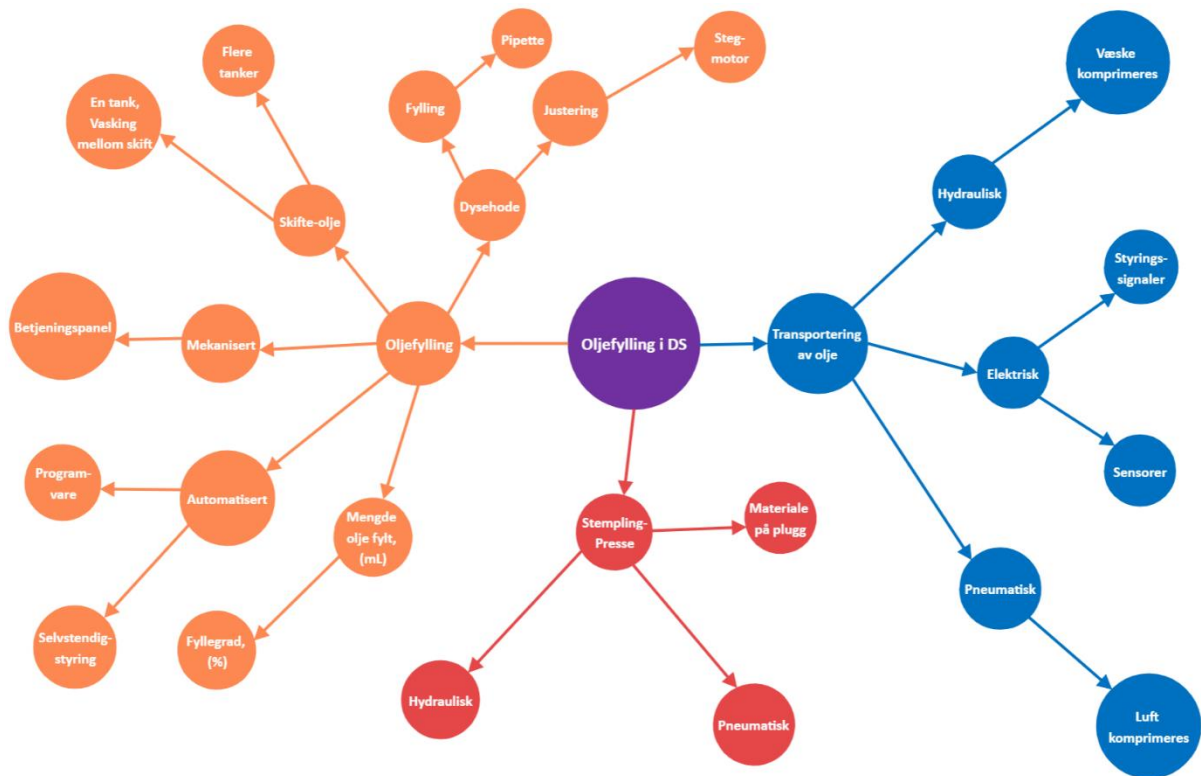 Flere
tanker
Pipette
Steg-
motor
Væske
komprimeres
En tank,
Vasking
mellom skift
Fylling
Justering
Hydraulisk
Skifte-olje
Dysehode
Styrings-
signaler
Betjeningspanel
Mekanisert
Oljefylling
Oljefylling i DS
Transportering
av olje
Elektrisk
Sensorer
Program-
vare
Automatisert
Mengde
olje fylt,
(mL)
Stempling-
Presse
Materiale
på plugg
Pneumatisk
Selvstendig-
styring
Fyllegrad,
(%)
Hydraulisk
Pneumatisk
Luft
komprimeres